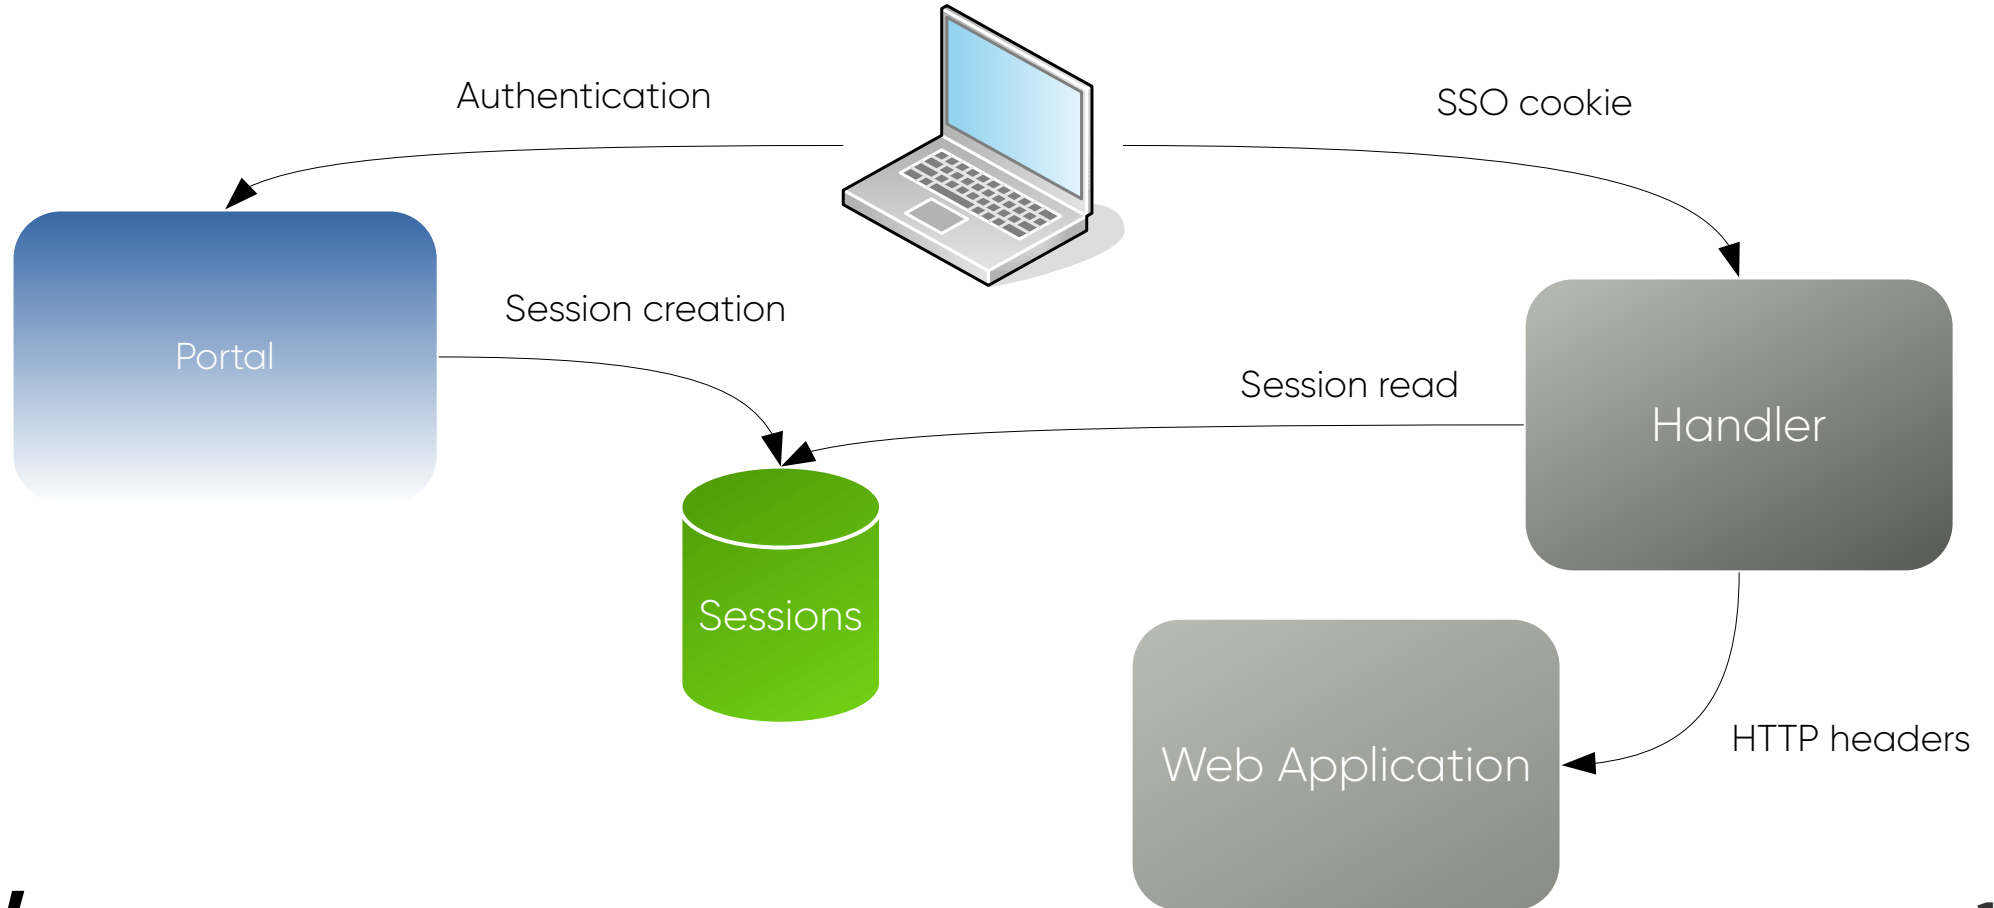 Authentication
SSO cookie
Session creation
Portal
Session read
Handler
Sessions
HTTP headers
Web Application